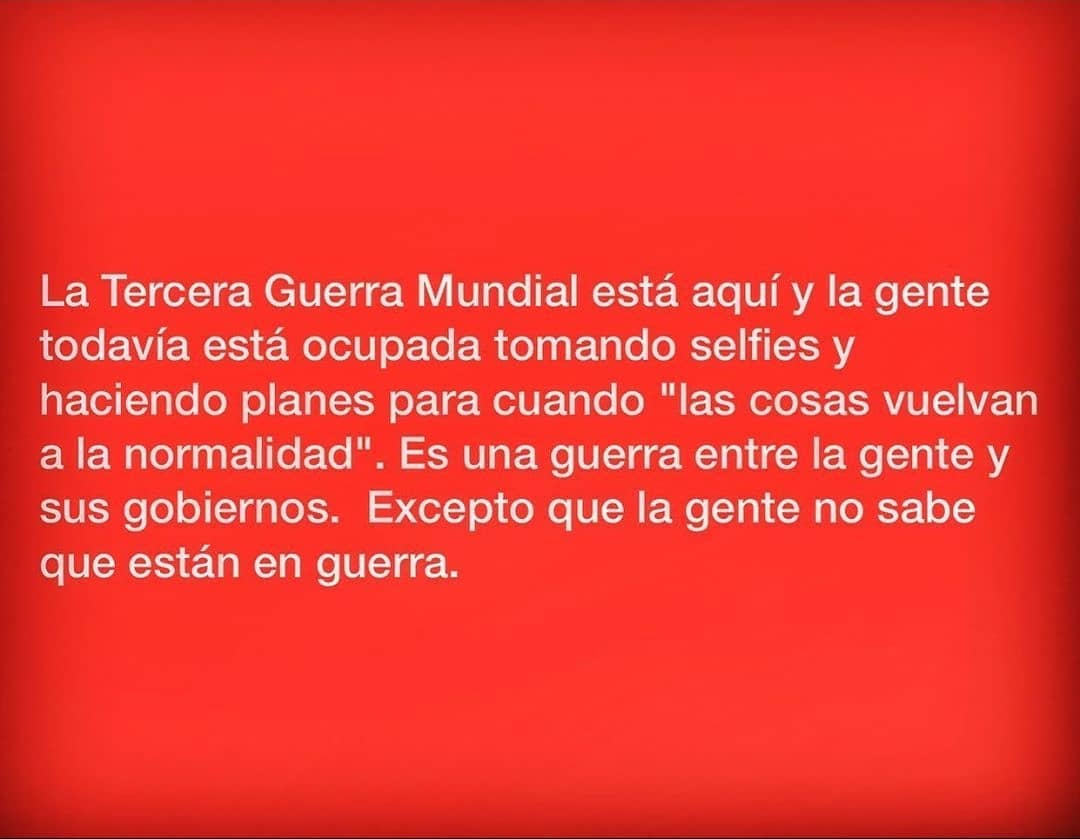 La Tercera Guerra Mundial está aquí y la gente
todavía está ocupada tomando selfies y
haciendo planes para cuando "las cosas vuelvan
a la normalidad". Es una guerra entre la gente y
sus gobiernos.  Excepto que la gente no sabe
que están en guerra.